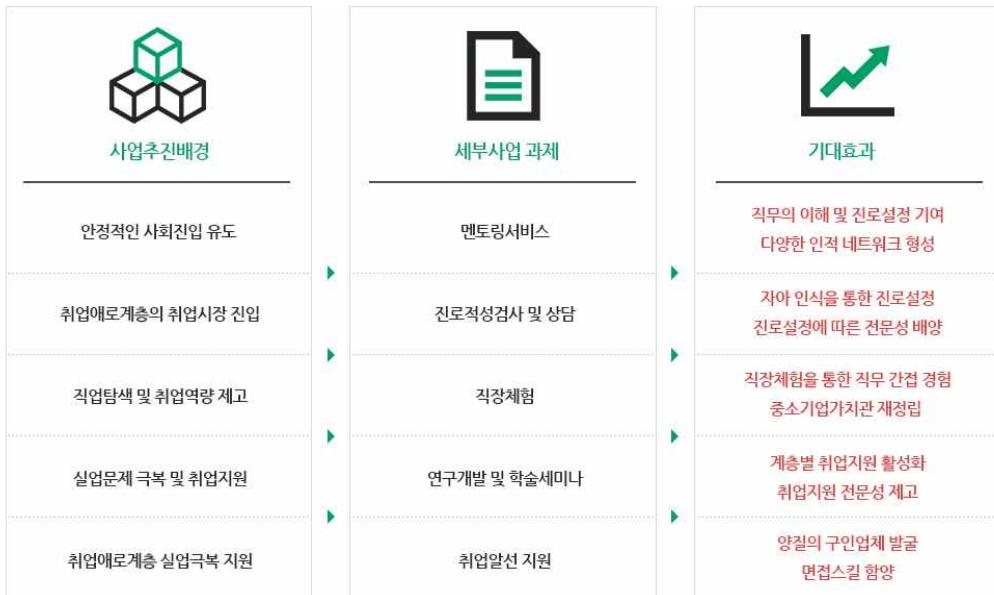 사업추진배경
안정적인 사회진입 유도
취업애로계층의 취업시장 진입
직업탐색 및 취업역량 제고
실업문제 극복 및 취업지원
취업애로계층 실업극복 지원
세부사업 과제
멘토링서비스
진로적성검사 및 상담
직장체험
연구개발 및 학술세미나
취업알선 지원
기대효과
직무의 이해 및 진로설정 기여
다양한 인적 네트워크 형성
자아 인식을 통한 진로설정
진로설정에 따른 전문성 배양
직장체험을 통한 직무 간접 경험
중소기업가치관 재정립
계층별 취업지원 활성화
취업지원 전문성 제고
양질의 구인업체 발굴
면접스킬 함양